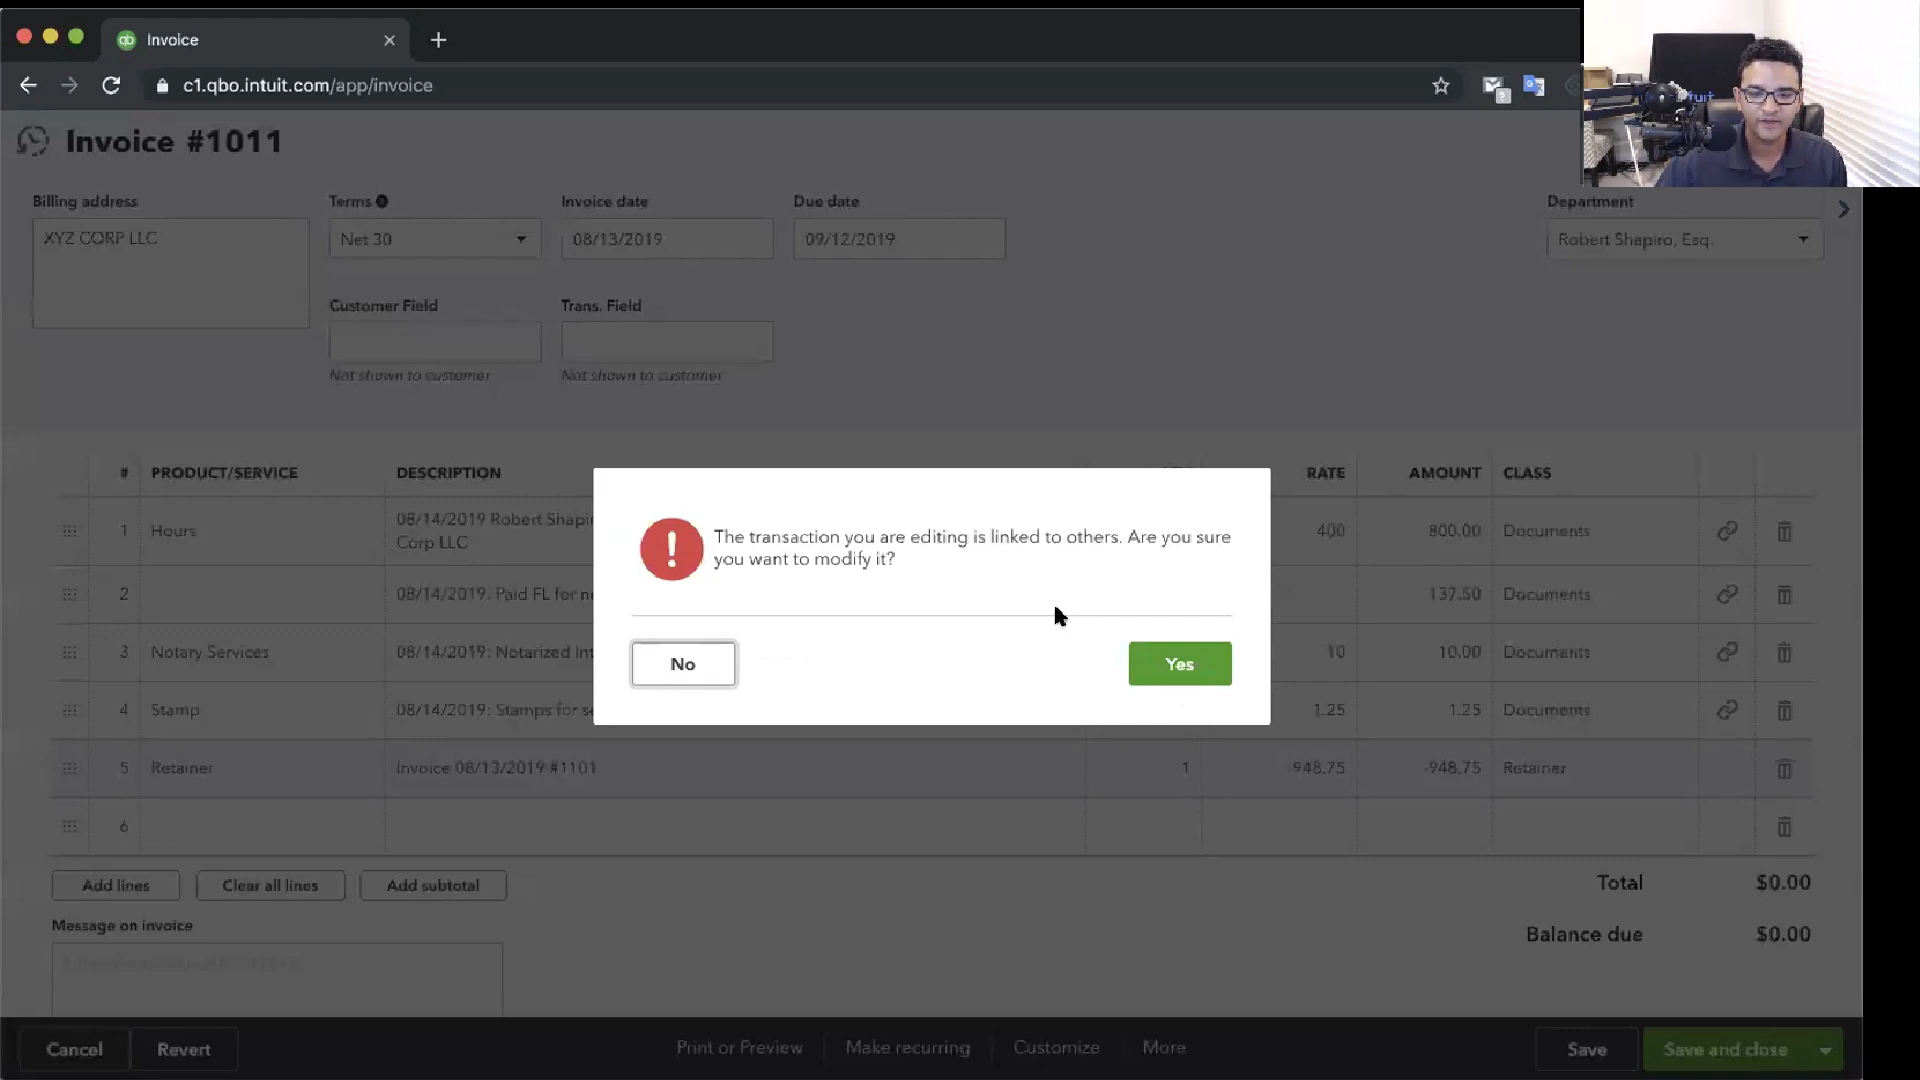 Invoice
c1.qbo.intuit.com/app/invoice
Invoice #1011
Billing address
Terms
Invoice date
Due date
Department
XYZ CORP LLC
Net 30
08/13/2019
09/12/2019
Robert Shapiro, Esq.
Customer Field
Trans. Field
Not shown to customer
Not shown to customer
# PRODUCT/SERVICE DESCRIPTION RATE AMOUNT CLASS
1 Hours 08/14/2019 Robert Shapi 400 800.00 Documents
Corp LLC
2 08/14/2019. Paid FL for 137.50 Documents
3 Notary Services 08/14/2019: Notarized Int 10 10.00 Documents
4 Stamp 08/14/2019: Stamps for 1.25 1.25 Documents
5 Retainer Invoice 08/13/2019 #1101 1 -948.75 -948.75 Retainer
6
The transaction you are editing is linked to others. Are you sure
you want to modify it?
No
Yes
Add lines
Clear all lines
Add subtotal
Total $0.00
Message on invoice
Balance due $0.00
Cancel
Revert
Print or Preview
Make recurring
Customize
More
Save
Save and close